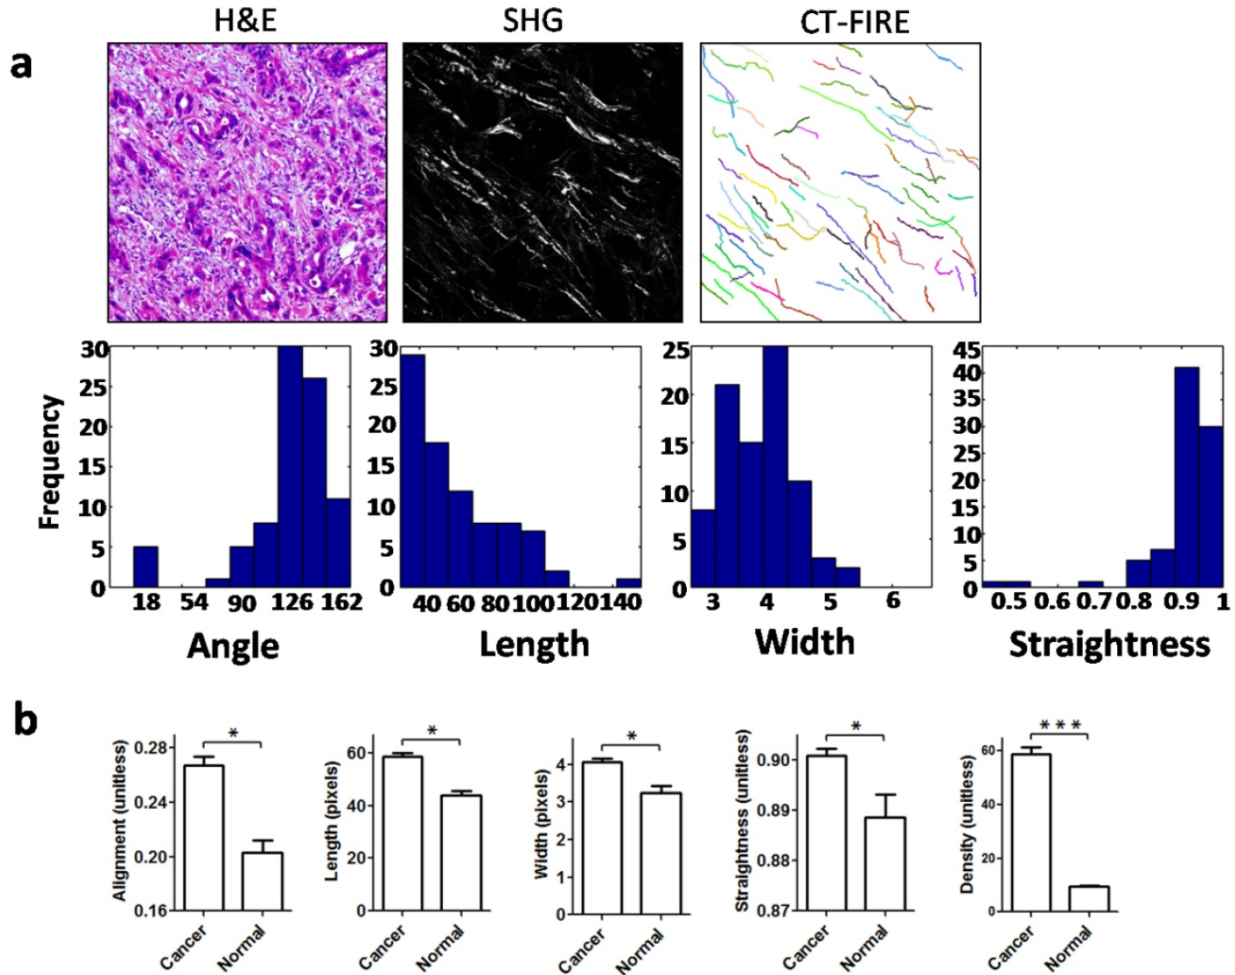 H&E SHG CT-FIRE
a
30 30 25 45
25 25 20 40
20 20 15 35
15 15 10 30
10 10 5 25
5 5 0 20
0 0 15
10
5
0
Frequency
18 54 90 126 162 40 60 80 100 120 140 3 4 5 6 0.5 0.6 0.7 0.8 0.9 1
Angle Length Width Straightness
b
* * * * ***
Alignment (unitless)
0.28
0.24
0.20
0.16
Cancer Normal
Length (pixels)
60
40
20
0
Cancer Normal
Width (pixels)
4
3
2
1
0
Cancer Normal
Straightness (unitless)
0.90
0.89
0.88
0.87
Cancer Normal
Density (unitless)
60
40
20
0
Cancer Normal